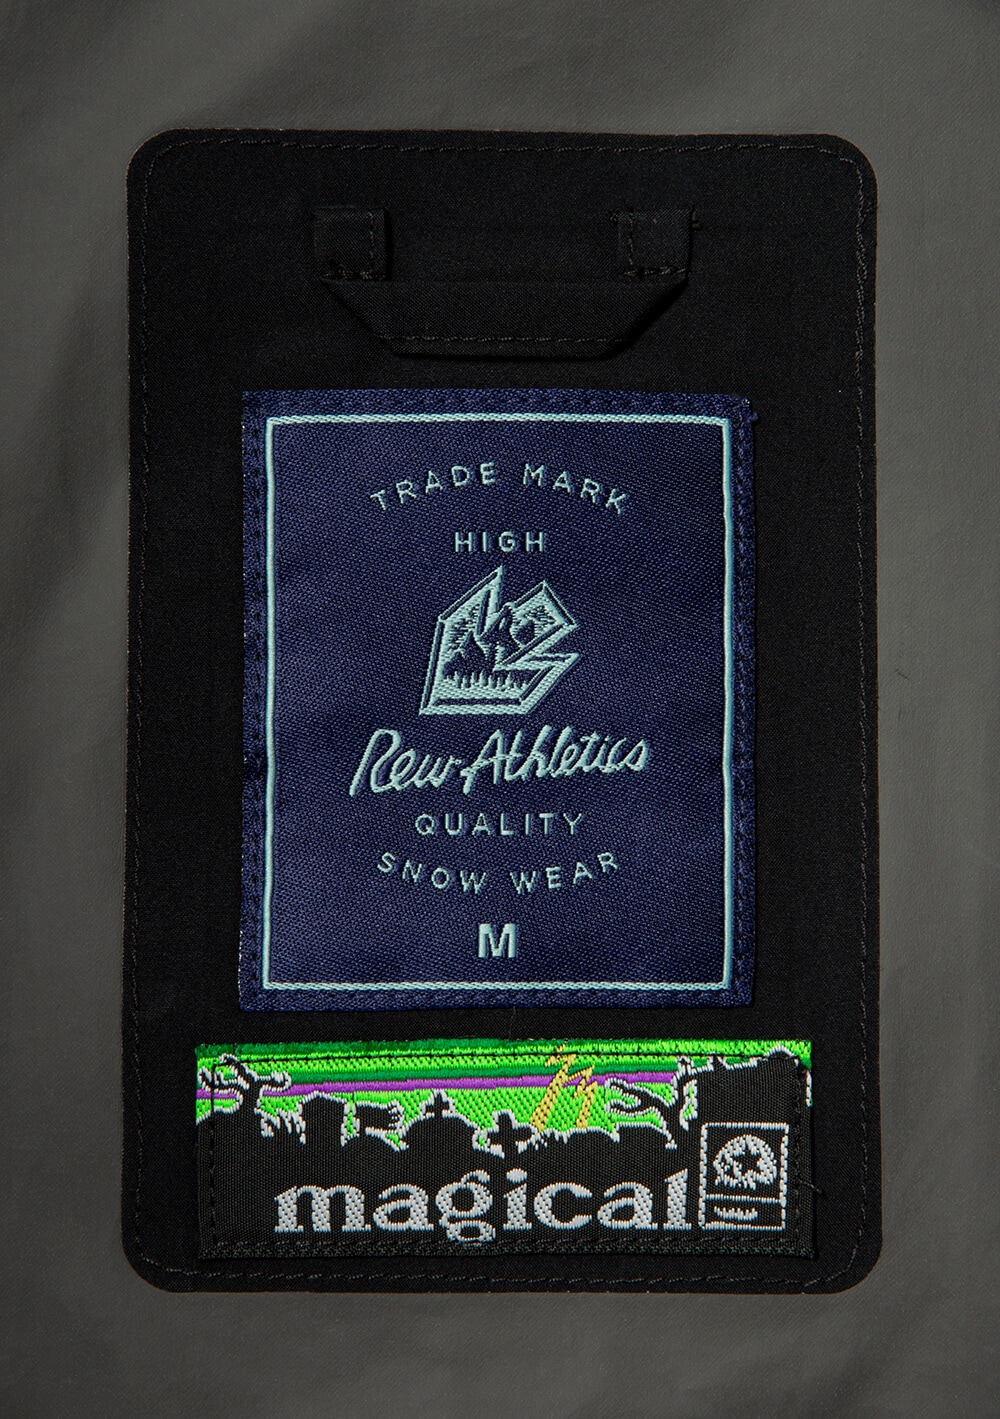 TRADE MARK
HIGH
Rew-Athletics
QUALITY
SNOW WEAR
M
magical